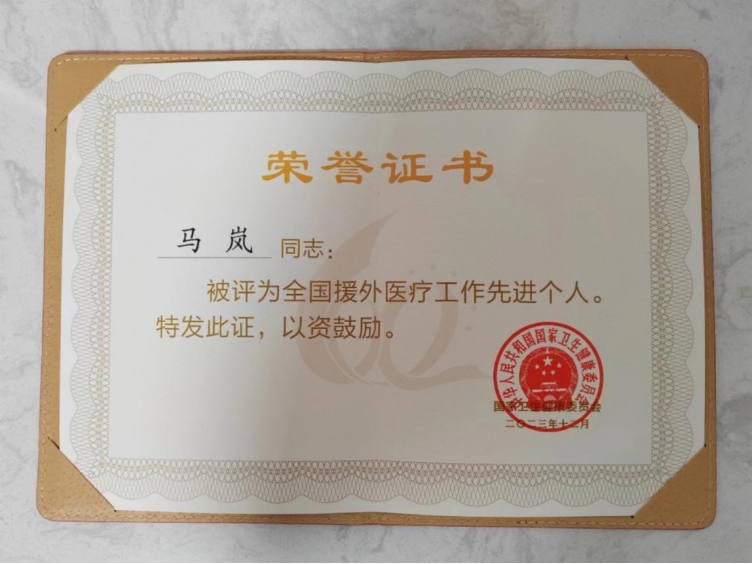 荣誉证书
马岚 同志：
被评为全国援外医疗工作先进个人。
特发此证，以资鼓励。
中华人民共和国国家卫生健康委员会
国家卫生健康委员会
二〇二三年十二月